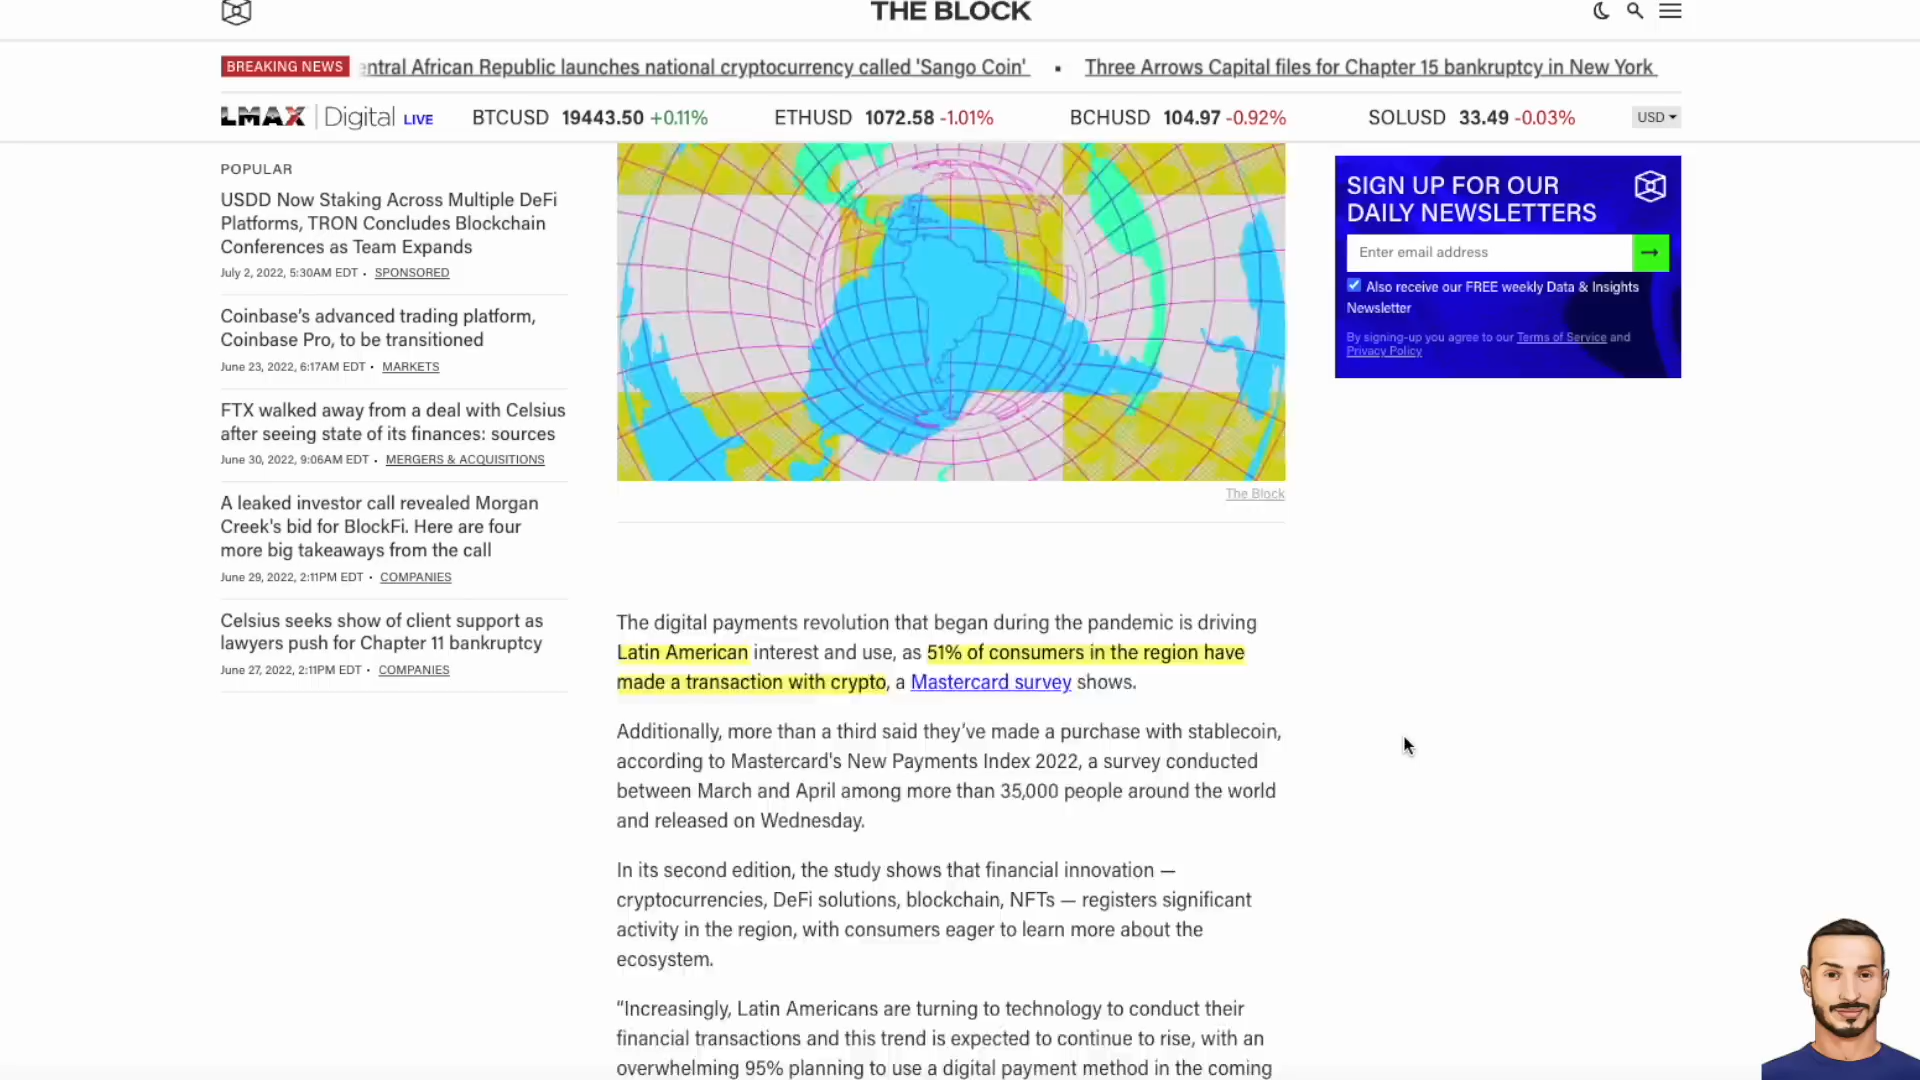 THE BLOCK
BREAKING NEWS
entral African Republic launches national cryptocurrency called 'Sango Coin' ▪ Three Arrows Capital files for Chapter 15 bankruptcy in New York
LMAX | Digital LIVE
BTCUSD 19443.50 +0.11%
ETHUSD 1072.58 -1.01%
BCHUSD 104.97 -0.92%
SOLUSD 33.49 -0.03%
USD
POPULAR
USDD Now Staking Across Multiple DeFi
Platforms, TRON Concludes Blockchain
Conferences as Team Expands
July 2, 2022, 5:30AM EDT • SPONSORED
Coinbase's advanced trading platform,
Coinbase Pro, to be transitioned
June 23, 2022, 6:17AM EDT • MARKETS
FTX walked away from a deal with Celsius
after seeing state of its finances: sources
June 30, 2022, 9:06AM EDT • MERGERS & ACQUISITIONS
A leaked investor call revealed Morgan
Creek's bid for BlockFi. Here are four
more big takeaways from the call
June 29, 2022, 2:11PM EDT • COMPANIES
Celsius seeks show of client support as
lawyers push for Chapter 11 bankruptcy
June 27, 2022, 2:11PM EDT • COMPANIES
The Block
The digital payments revolution that began during the pandemic is driving
Latin American interest and use, as 51% of consumers in the region have
made a transaction with crypto, a Mastercard survey shows.
Additionally, more than a third said they've made a purchase with stablecoin,
according to Mastercard's New Payments Index 2022, a survey conducted
between March and April among more than 35,000 people around the world
and released on Wednesday.
In its second edition, the study shows that financial innovation —
cryptocurrencies, DeFi solutions, blockchain, NFTs — registers significant
activity in the region, with consumers eager to learn more about the
ecosystem.
“Increasingly, Latin Americans are turning to technology to conduct their
financial transactions and this trend is expected to continue to rise, with an
overwhelming 95% planning to use a digital payment method in the coming
SIGN UP FOR OUR
DAILY NEWSLETTERS
Enter email address
Also receive our FREE weekly Data & Insights
Newsletter
By signing-up you agree to our Terms of Service and
Privacy Policy